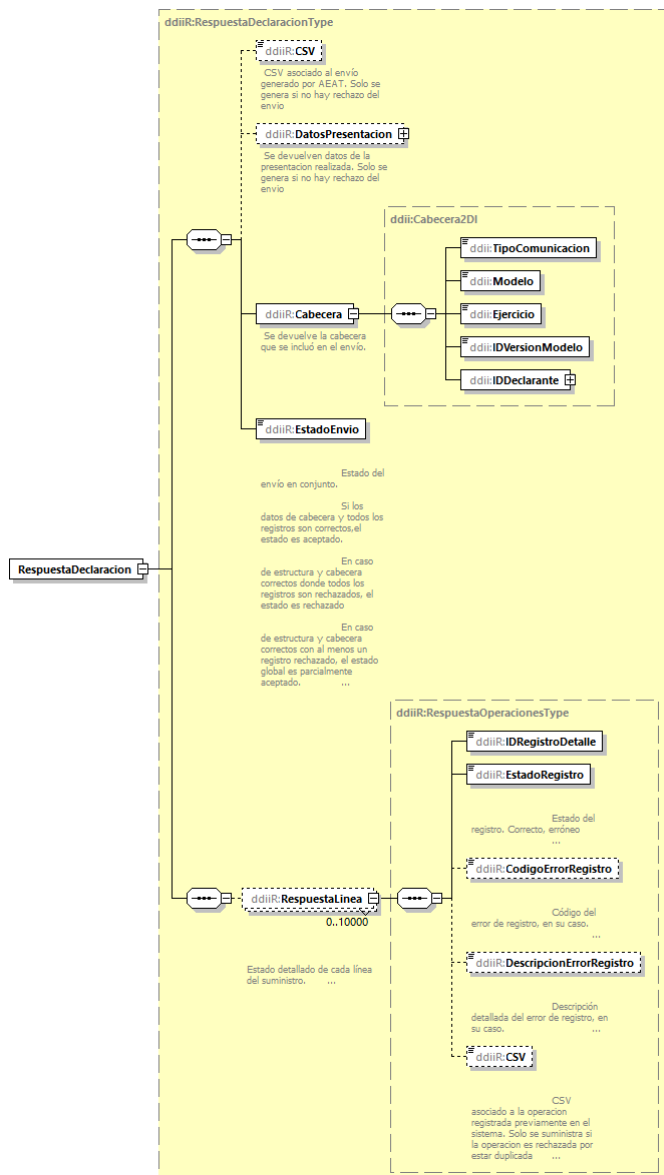 ddiiR:RespuestaDeclaracionType
ddiiR:CSV
CSV asociado al envío
generado por AEAT. Solo se
genera si no hay rechazo del
envio
ddiiR:DatosPresentacion
Se devuelven datos de la
presentacion realizada. Solo se
genera si no hay rechazo del
envio
ddii:Cabecera2DI
ddii:TipoComunicacion
ddii:Modelo
ddiiR:Cabecera
ddii:Ejercicio
Se devuelve la cabecera
que se incluó en el envío.
ddii:IDVersionModelo
ddii:IDDeclarante
ddiiR:EstadoEnvio
Estado del
envío en conjunto.
Si los
datos de cabecera y todos los
registros son correctos,el
estado es aceptado.
En caso
de estructura y cabecera
correctos donde todos los
registros son rechazados, el
estado es rechazado
RespuestaDeclaracion
En caso
de estructura y cabecera
correctos con al menos un
registro rechazado, el estado
global es parcialmente
aceptado. ...
ddiiR:RespuestaOperacionesType
ddiiR:IDRegistroDetalle
ddiiR:EstadoRegistro
Estado del
registro. Correcto, erróneo
...
ddiiR:CodigoErrorRegistro
ddiiR:RespuestaLinea
0..10000
Código del
error de registro, en su caso.
...
ddiiR:DescripcionErrorRegistro
Estado detallado de cada línea
del suministro. ...
Descripción
detallada del error de registro, en
su caso. ...
ddiiR:CSV
CSV
asociado a la operacion
registrada previamente en el
sistema. Solo se suministra si
la operacion es rechazada por
estar duplicada ...